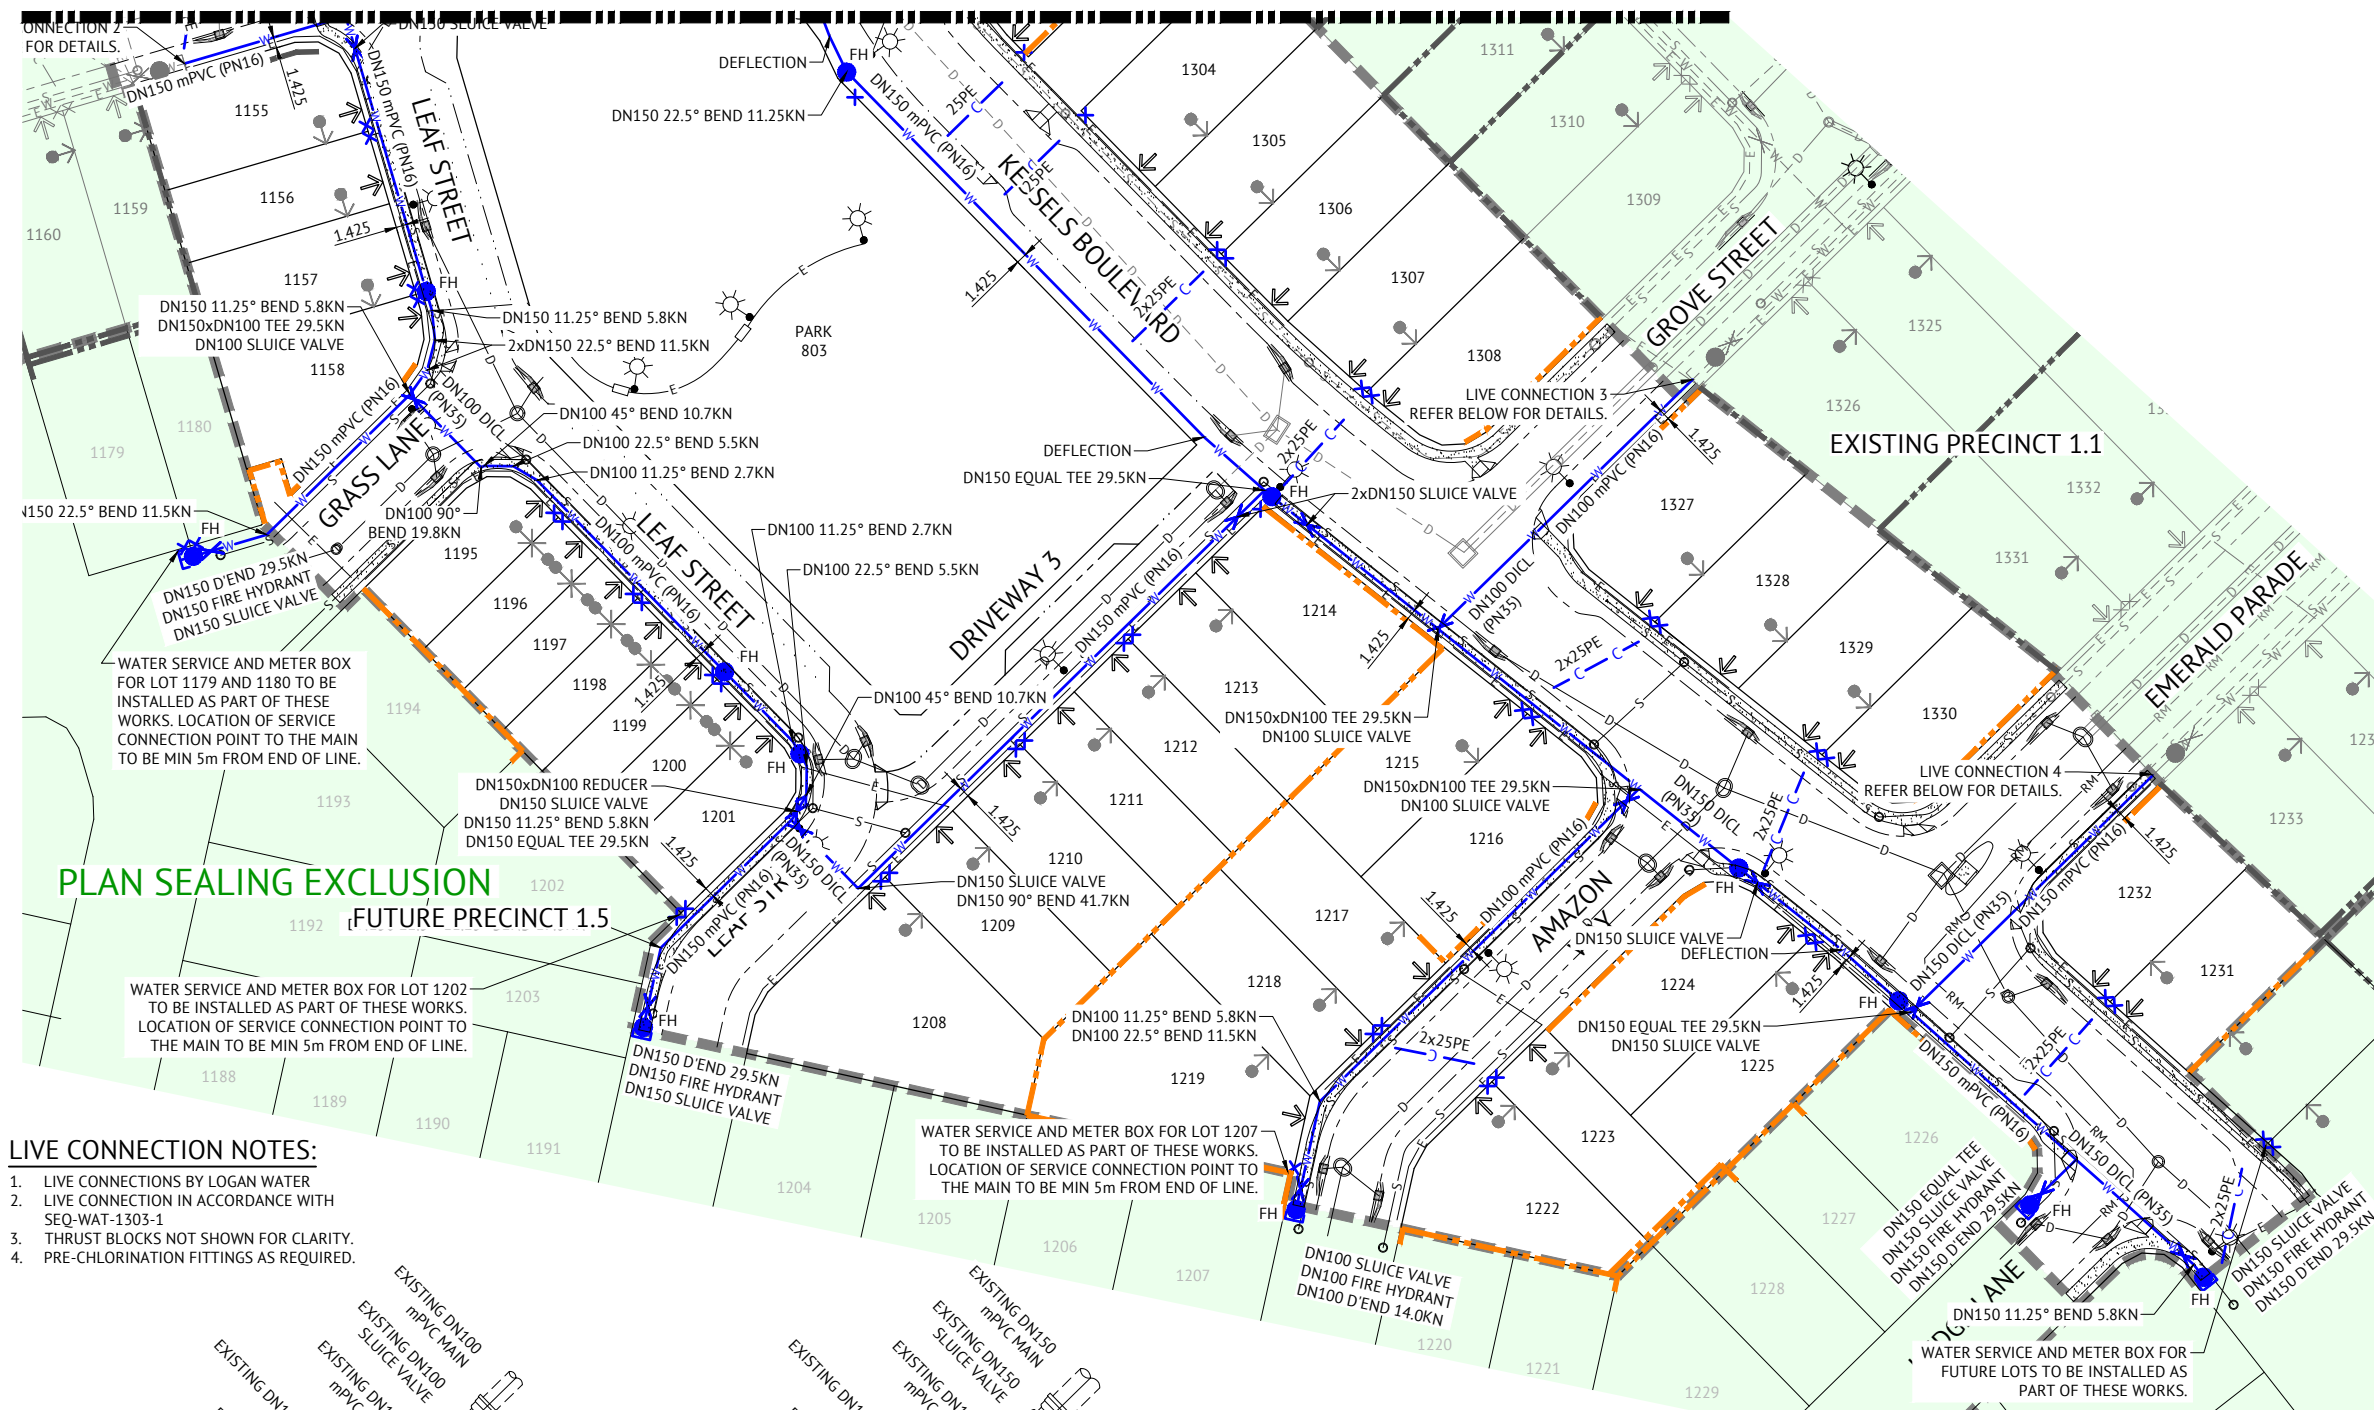 ONNECTION 2
FOR DETAILS.
DN150 SLUICE VALVE
DN150 mPVC (PN16)
1.425
DN150 mPVC (PN16)
LEAF STREET
1155
1156
1157
1158
1159
1160
1.425
FH
DN150 11.25° BEND 5.8KN
DN150xDN100 TEE 29.5KN
DN100 SLUICE VALVE
DN150 11.25° BEND 5.8KN
2xDN150 22.5° BEND 11.5KN
DEFLECTION
FH
DN150 22.5° BEND 11.25KN
DN150 mPVC (PN16)
25PE
25PE
KESSELS BOULEVARD
1.425
2x25PE
PARK
803
1304
1305
1306
1307
1308
1309
1310
1311
GROVE STREET
LIVE CONNECTION 3
REFER BELOW FOR DETAILS.
1.425
1325
1326
EXISTING PRECINCT 1.1
1332
1331
1327
1328
1329
1330
DN100 mPVC (PN16)
DN100 DICL
(PN35)
EMERALD PARADE
1179
1180
DN150 mPVC (PN16)
DN100 DICL
(PN35)
GRASS LANE
DN100 45° BEND 10.7KN
DN100 22.5° BEND 5.5KN
DN100 11.25° BEND 2.7KN
DN100 90°
BEND 19.8KN
N150 22.5° BEND 11.5KN
FH
DN150 D'END 29.5KN
DN150 FIRE HYDRANT
DN150 SLUICE VALVE
WATER SERVICE AND METER BOX
FOR LOT 1179 AND 1180 TO BE
INSTALLED AS PART OF THESE
WORKS. LOCATION OF SERVICE
CONNECTION POINT TO THE MAIN
TO BE MIN 5m FROM END OF LINE.
1195
1196
1197
1198
1199
1200
1201
1194
1193
1192
1202
1203
DN100 mPVC (PN16)
LEAF STREET
1.425
FH
DN100 11.25° BEND 2.7KN
DN100 22.5° BEND 5.5KN
DN100 45° BEND 10.7KN
FH
DRIVEWAY 3
DN150 mPVC (PN16)
DEFLECTION
DN150 EQUAL TEE 29.5KN
2x25PE
FH
2xDN150 SLUICE VALVE
1214
1213
1212
1211
1210
1209
1208
1215
1216
1217
1218
1219
1.425
DN150xDN100 TEE 29.5KN
DN100 SLUICE VALVE
2x25PE
DN150xDN100 TEE 29.5KN
DN100 SLUICE VALVE
DN150xDN100 REDUCER
DN150 SLUICE VALVE
DN150 11.25° BEND 5.8KN
DN150 EQUAL TEE 29.5KN
1.425
DN150 mPVC (PN16)
DN150 DICL
(PN35)
1.425
DN150 SLUICE VALVE
DN150 90° BEND 41.7KN
PLAN SEALING EXCLUSION
FUTURE PRECINCT 1.5
WATER SERVICE AND METER BOX FOR LOT 1202
TO BE INSTALLED AS PART OF THESE WORKS.
LOCATION OF SERVICE CONNECTION POINT TO
THE MAIN TO BE MIN 5m FROM END OF LINE.
FH
DN150 D'END 29.5KN
DN150 FIRE HYDRANT
DN150 SLUICE VALVE
DN150 DICL
(PN35)
2x25PE
LIVE CONNECTION 4
REFER BELOW FOR DETAILS.
1.425
1233
1232
1231
DN150 mPVC (PN16)
DN150 DICL (PN35)
DN100 mPVC (PN16)
1.425
AMAZON
FH
DN150 SLUICE VALVE
DEFLECTION
1.425
1224
1225
1223
1222
FH
DN150 EQUAL TEE 29.5KN
DN150 SLUICE VALVE
DN100 11.25° BEND 5.8KN
DN100 22.5° BEND 11.5KN
2x25PE
WATER SERVICE AND METER BOX FOR LOT 1207
TO BE INSTALLED AS PART OF THESE WORKS.
LOCATION OF SERVICE CONNECTION POINT TO
THE MAIN TO BE MIN 5m FROM END OF LINE.
FH
DN100 SLUICE VALVE
DN100 FIRE HYDRANT
DN100 D'END 14.0KN
DN150 mPVC (PN16)
2x25PE
DN150 DICL (PN35)
DN150 EQUAL TEE
DN150 SLUICE VALVE
DN150 FIRE HYDRANT
DN150 D'END 29.5KN
FH
2x25PE
DN150 SLUICE VALVE
DN150 FIRE HYDRANT
DN150 D'END 29.5KN
FH
DN150 11.25° BEND 5.8KN
WATER SERVICE AND METER BOX FOR
FUTURE LOTS TO BE INSTALLED AS
PART OF THESE WORKS.
1188
1189
1190
1191
1204
1205
1206
1207
1220
1221
1226
1227
1228
1229
LIVE CONNECTION NOTES:
1. LIVE CONNECTIONS BY LOGAN WATER
2. LIVE CONNECTION IN ACCORDANCE WITH
SEQ-WAT-1303-1
3. THRUST BLOCKS NOT SHOWN FOR CLARITY.
4. PRE-CHLORINATION FITTINGS AS REQUIRED.
EXISTING DN100
mPVC MAIN
EXISTING DN100
SLUICE VALVE
EXISTING DN1
mPVC
EXISTING DN1
EXISTING DN150
mPVC MAIN
EXISTING DN150
SLUICE VALVE
EXISTING DN1
mPVC
EXISTING DN1